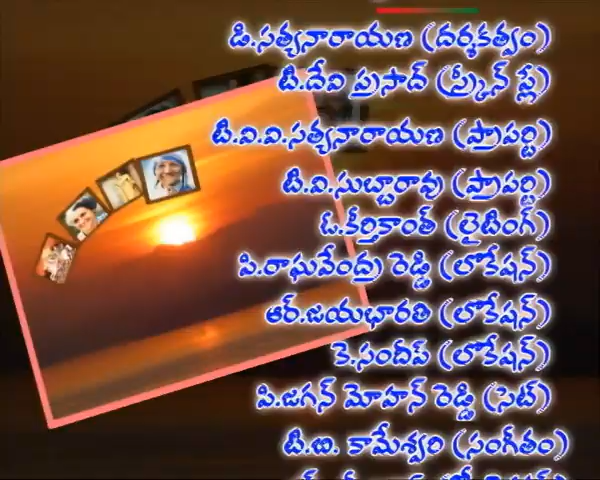 డి.సత్యనారాయణ (దర్శకత్వం)
టి.దేవి ప్రసాద్ (స్క్రీన్ ప్లే)
టి.వి.వి.సత్యనారాయణ (ప్రాపర్టి)
టి.వి.సుబ్బారావు (ప్రాపర్టి)
ఓ.కీర్తికాంత్ (లైటింగ్)
పి.రాఘవేంద్ర రెడ్డి (లొకేషన్)
ఆర్.జయభారతి (లొకేషన్)
కె.సందీప్ (లొకేషన్)
పి.జగన్ మోహన్ రెడ్డి (సెట్)
టి.ఐ. కామేశ్వరి (సంగీతం)